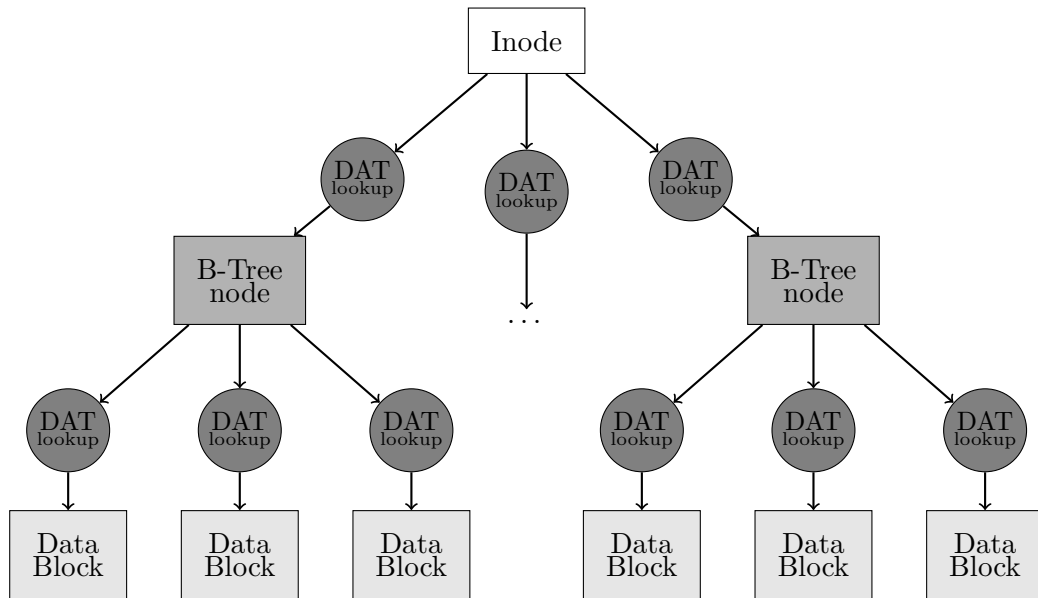 Inode
DAT
lookup
DAT
lookup
DAT
lookup
B-Tree
node
...
B-Tree
node
DAT
lookup
DAT
lookup
DAT
lookup
DAT
lookup
DAT
lookup
DAT
lookup
Data
Block
Data
Block
Data
Block
Data
Block
Data
Block
Data
Block